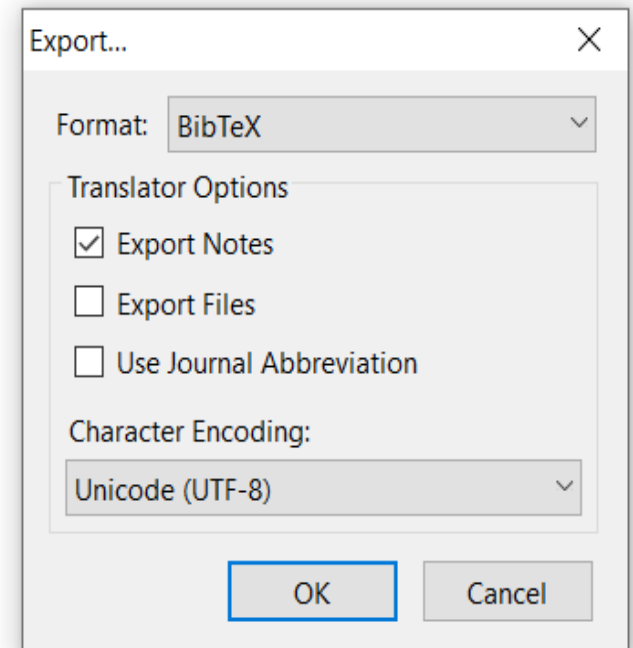 Export...
Format: BibTeX
Translator Options
Export Notes
Export Files
Use Journal Abbreviation
Character Encoding:
Unicode (UTF-8)
OK Cancel